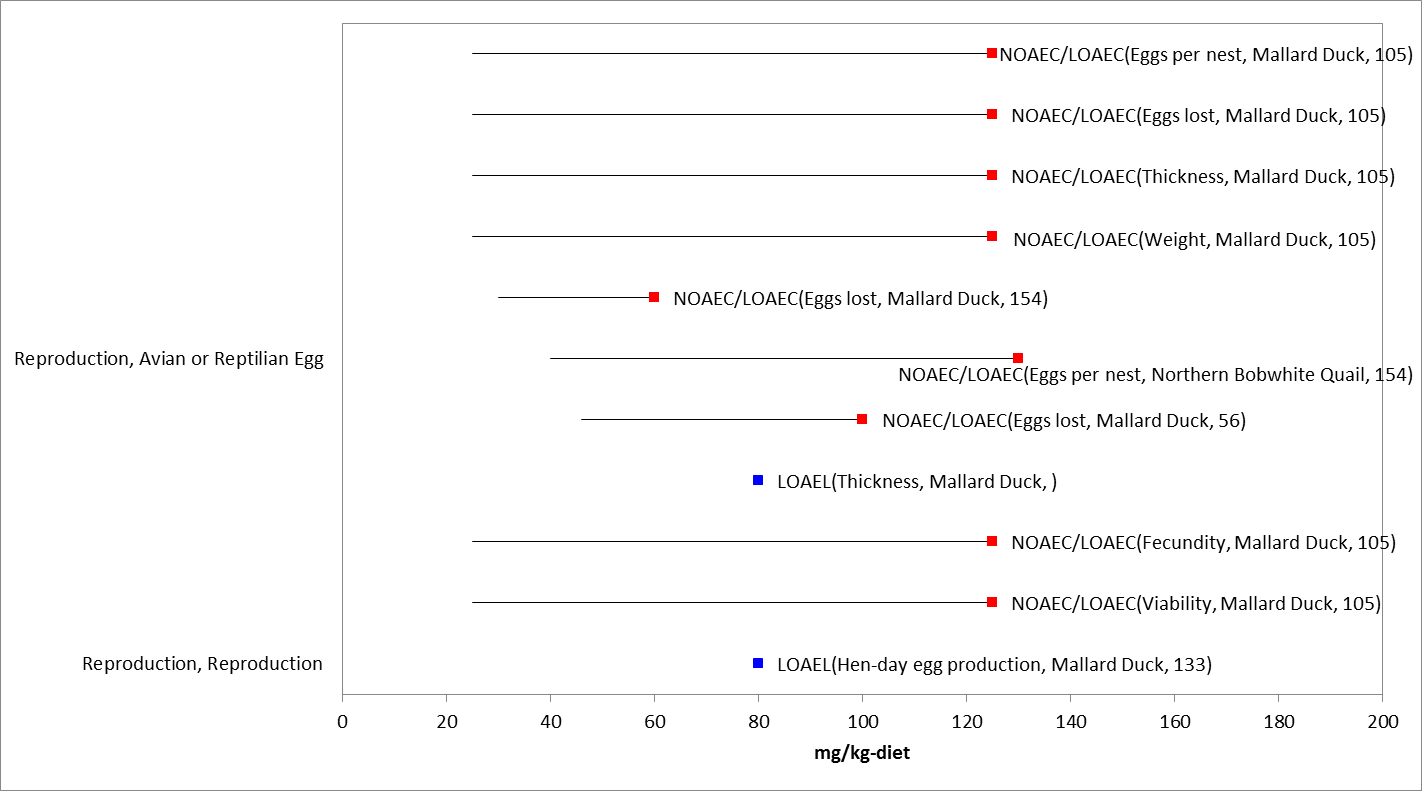 NOAEC/LOAEC(Eggs per nest, Mallard Duck, 105)
NOAEC/LOAEC(Eggs lost, Mallard Duck, 105)
NOAEC/LOAEC(Thickness, Mallard Duck, 105)
NOAEC/LOAEC(Weight, Mallard Duck, 105)
NOAEC/LOAEC(Eggs lost, Mallard Duck, 154)
Reproduction, Avian or Reptilian Egg
NOAEC/LOAEC(Eggs per nest, Northern Bobwhite Quail, 154)
NOAEC/LOAEC(Eggs lost, Mallard Duck, 56)
LOAEL(Thickness, Mallard Duck, )
NOAEC/LOAEC(Fecundity, Mallard Duck, 105)
NOAEC/LOAEC(Viability, Mallard Duck, 105)
Reproduction, Reproduction
LOAEL(Hen-day egg production, Mallard Duck, 133)
0 20 40 60 80 100 120 140 160 180 200
mg/kg-diet